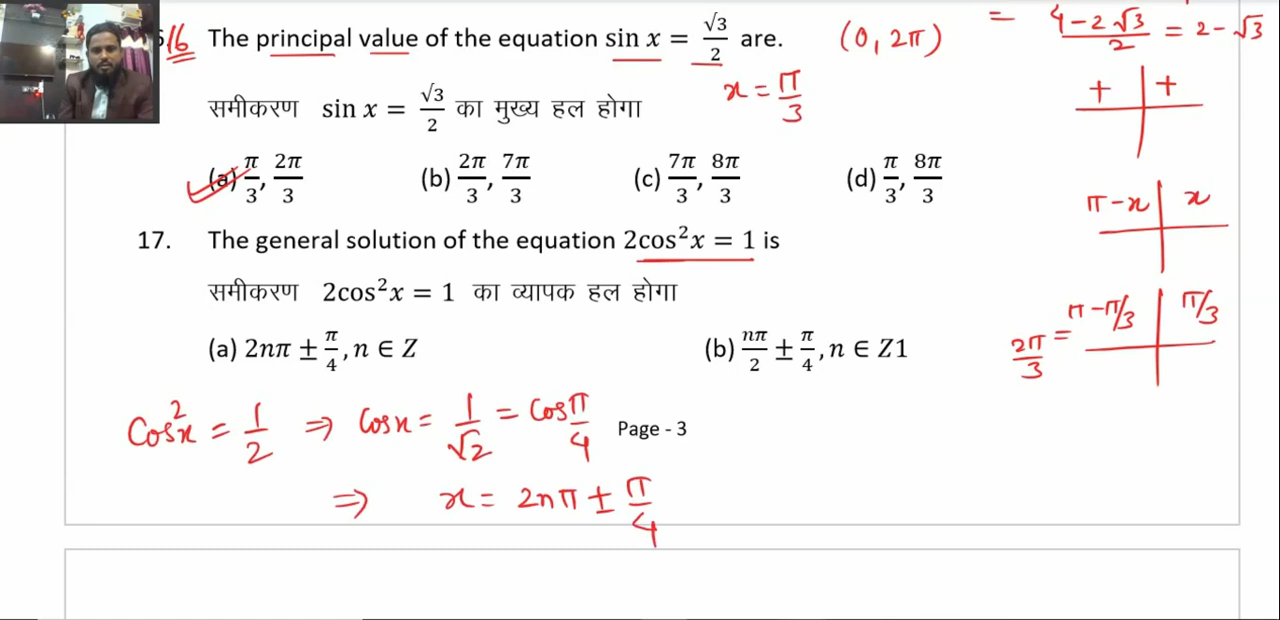 16 The principal value of the equation sin x = √3/2 are. (0, 2π)
= 4-2√3/2 = 2-√3
x = π/3
+ | +
समीकरण sin x = √3/2 का मुख्य हल होगा
(a) π/3, 2π/3 (b) 2π/3, 7π/3 (c) 7π/3, 8π/3 (d) π/3, 8π/3
π-x | x
17. The general solution of the equation 2cos²x = 1 is
समीकरण 2cos²x = 1 का व्यापक हल होगा
2π/3 = π-π/3 | π/3
(a) 2nπ ± π/4, n ∈ Z (b) nπ/2 ± π/4, n ∈ Z1
Cos²x = 1/2 ⇒ Cosx = 1/√2 = Cosπ/4
Page - 3
⇒ x = 2nπ ± π/4